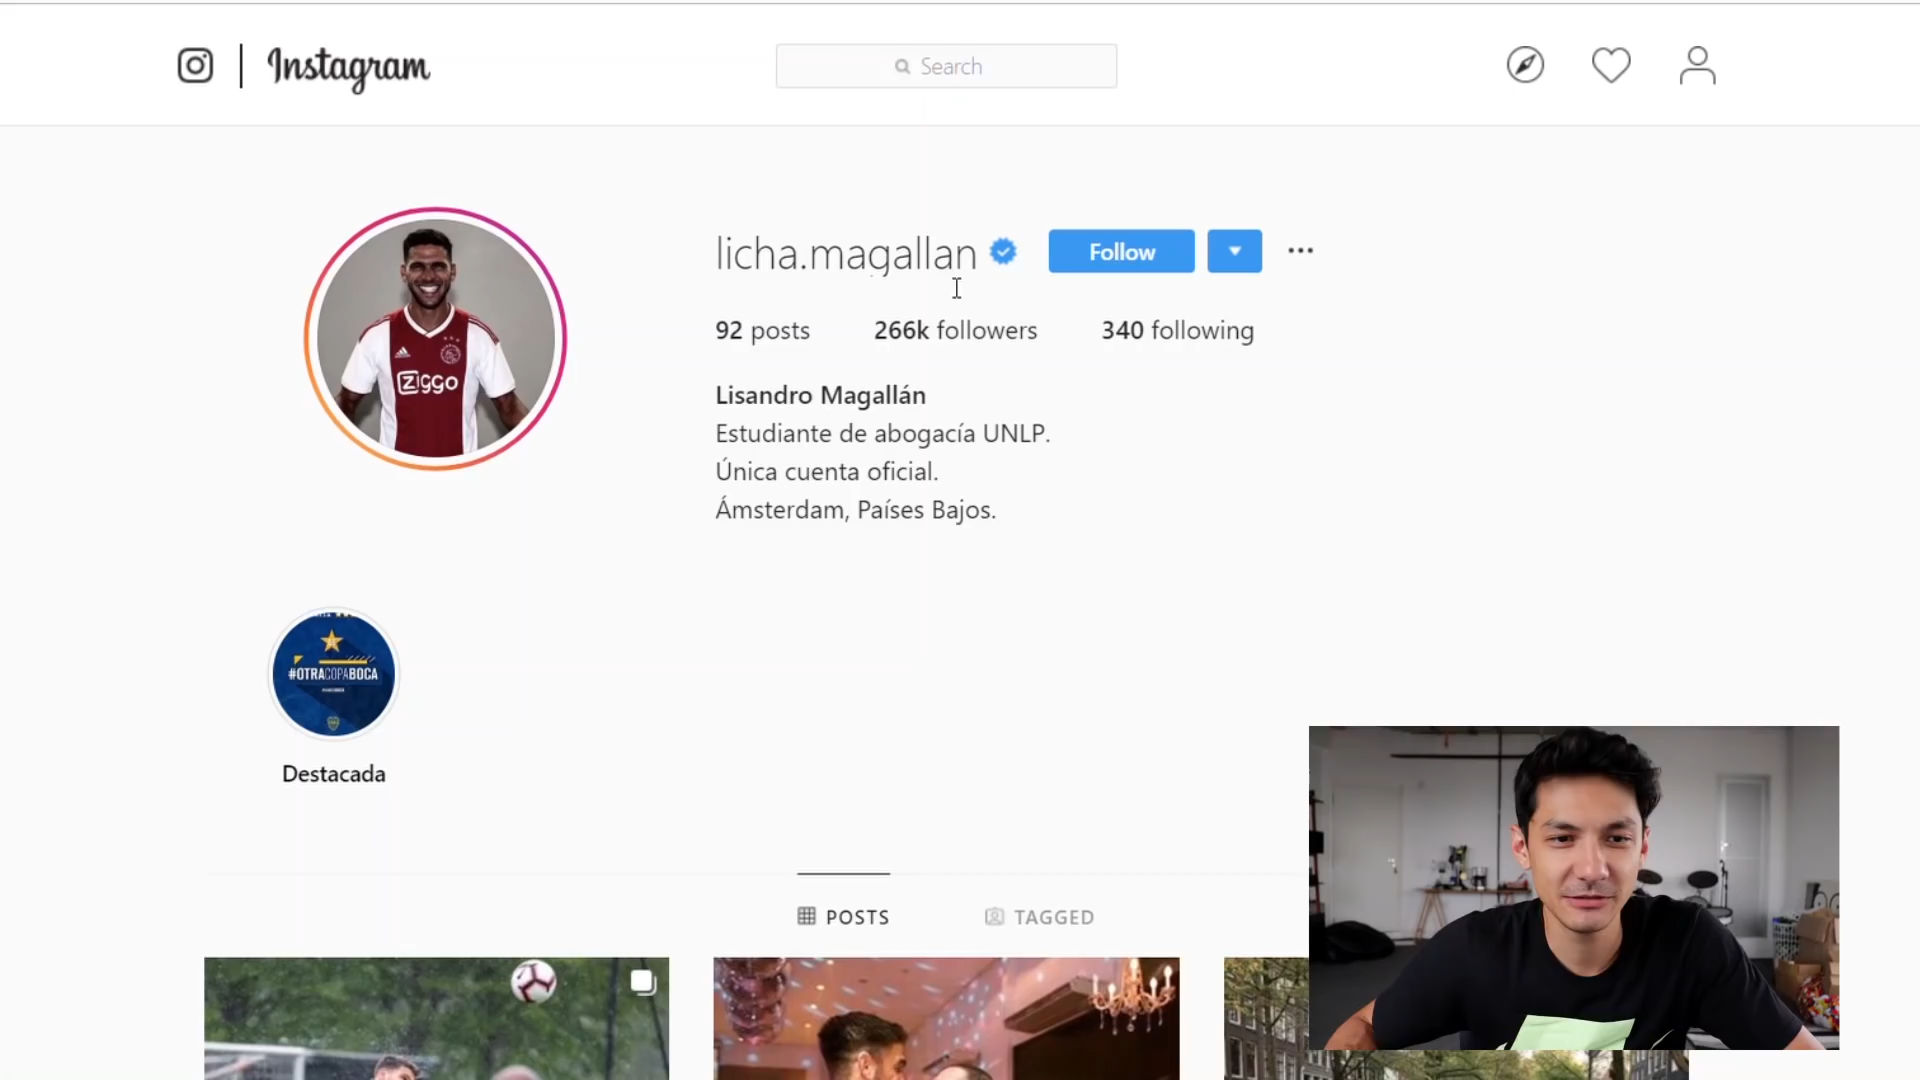 Instagram
Search
licha.magallan
Follow
92 posts 266k followers 340 following
Lisandro Magallán
Estudiante de abogacía UNLP.
Única cuenta oficial.
Ámsterdam, Países Bajos.
Ziggo
#OTRACOPABOCA
Destacada
POSTS
TAGGED